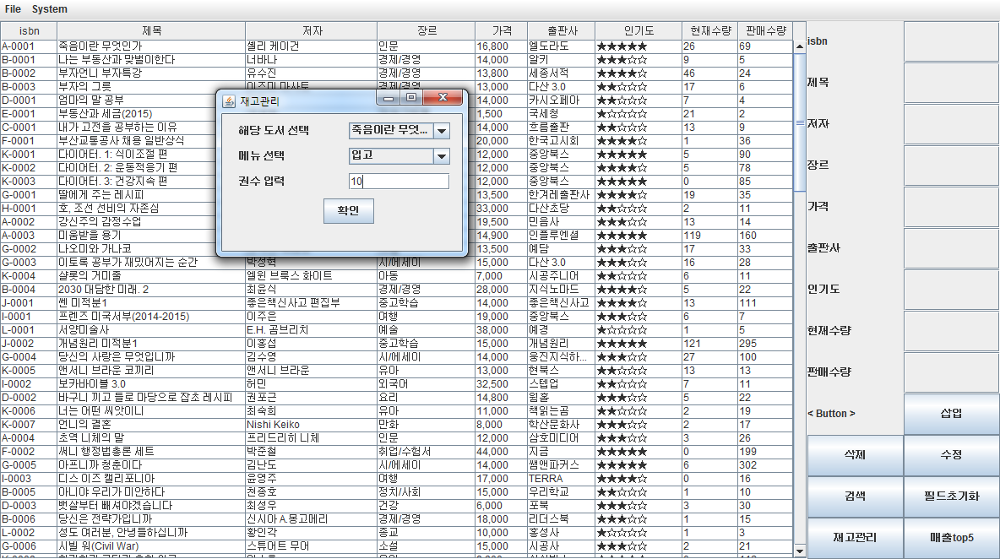 File System
isbn 제목 저자 장르 가격 출판사 인기도 현재수량 판매수량
A-0001 죽음이란 무엇인가 셸리 케이건 인문 16,800 엘도라도 ★★★★★ 26 69
B-0001 나는 부동산과 맞벌이한다 너바나 경제/경영 14,000 알키 ★★★☆☆ 9 5
B-0002 부자언니 부자특강 유수진 경제/경영 13,800 세종서적 ★★★★☆ 46 24
B-0003 부자의 그릇 이즈미 마사토 경제/경영 13,000 다산 3.0 ★★☆☆☆ 17 6
D-0001 엄마의 말 공부 14,000 카시오페아 ★★☆☆☆ 7 4
E-0001 부동산과 세금(2015) 1,500 국세청 ★☆☆☆☆ 21 2
C-0001 내가 고전을 공부하는 이유 14,000 흐름출판 ★★☆☆☆ 13 9
F-0001 부산교통공사 채용 일반상식 20,000 한국고시회 ★★★★☆ 1 36
K-0001 다이어터. 1: 식이조절 편 12,000 중앙북스 ★★★★★ 5 90
K-0002 다이어터. 2: 운동적응기 편 12,000 중앙북스 ★★★★☆ 5 78
K-0003 다이어터. 3: 건강지속 편 12,000 중앙북스 ★★★★★ 0 85
G-0001 딸에게 주는 레시피 13,500 한겨레출판사 ★★★★☆ 19 35
H-0001 호, 조선 선비의 자존심 33,000 다산초당 ★★☆☆☆ 2 11
A-0002 강신주의 감정수업 19,500 민음사 ★★★☆☆ 13 14
A-0003 미움받을 용기 14,900 인플루엔셜 ★★★★★ 119 160
G-0002 나오미와 가나코 13,500 예담 ★★★☆☆ 17 33
G-0003 이토록 공부가 재밌어지는 순간 박성혁 시/에세이 15,000 다산 3.0 ★★★☆☆ 16 28
K-0004 샬롯의 거미줄 엘윈 브룩스 화이트 아동 7,000 시공주니어 ★★☆☆☆ 6 11
B-0004 2030 대담한 미래. 2 최윤식 경제/경영 28,000 지식노마드 ★★★★☆ 5 22
J-0001 쎈 미적분1 좋은책신사고 편집부 중고학습 14,000 좋은책신사고 ★★★★☆ 13 111
I-0001 프렌즈 미국서부(2014-2015) 이주은 여행 19,000 중앙북스 ★★★☆☆ 6 7
L-0001 서양미술사 E.H. 곰브리치 예술 38,000 예경 ★☆☆☆☆ 1 5
J-0002 개념원리 미적분1 이홍섭 중고학습 15,000 개념원리 ★★★★★ 121 295
G-0004 당신의 사랑은 무엇입니까 김수영 시/에세이 14,000 웅진지식하... ★★★☆☆ 27 100
K-0005 앤서니 브라운 코끼리 앤서니 브라운 유아 13,000 현북스 ★★☆☆☆ 13 13
I-0002 보카바이블 3.0 허민 외국어 32,500 스텝업 ★★☆☆☆ 7 11
D-0002 바구니 끼고 들로 마당으로 잡초 레시피 권포근 요리 14,800 월홀 ★★★☆☆ 5 22
K-0006 너는 어떤 씨앗이니 최숙희 유아 11,000 책읽는곰 ★★☆☆☆ 2 19
K-0007 언니의 결혼 Nishi Keiko 만화 8,000 학산문화사 ★★☆☆☆ 2 17
A-0004 초역 니체의 말 프리드리히 니체 인문 12,000 삼호미디어 ★★★☆☆ 3 26
F-0002 써니 행정법총론 세트 박준철 취업/수험서 44,000 지금 ★★★★★ 0 199
G-0005 아프니까 청춘이다 김난도 시/에세이 14,000 쌤앤파커스 ★★★★★ 6 302
I-0003 디스 이즈 캘리포니아 윤영주 여행 17,000 TERRA ★★★★☆ 0 16
B-0005 아니야 우리가 미안하다 천종호 정치/사회 15,000 우리학교 ★★☆☆☆ 1 10
D-0003 뱃살부터 빼셔야겠습니다 최성우 건강 6,000 포북 ★★★☆☆ 3 30
B-0006 당신은 전략가입니까 신시아 A.몽고메리 경제/경영 18,000 리더스북 ★★★☆☆ 1 15
L-0002 성도 여러분, 안녕들하십니까 황인각 종교 10,000 홍성사 ★☆☆☆☆ 1 3
G-0006 시빌 워(Civil War) 스튜어트 무어 소설 15,000 시공사 ★★★☆☆ 2 21
재고관리
해당 도서 선택 죽음이란 무엇...
메뉴 선택 입고
권수 입력 10
확인
isbn
제목
저자
장르
가격
출판사
인기도
현재수량
판매수량
< Button > 삽입
삭제 수정
검색 필드초기화
재고관리 매출top5